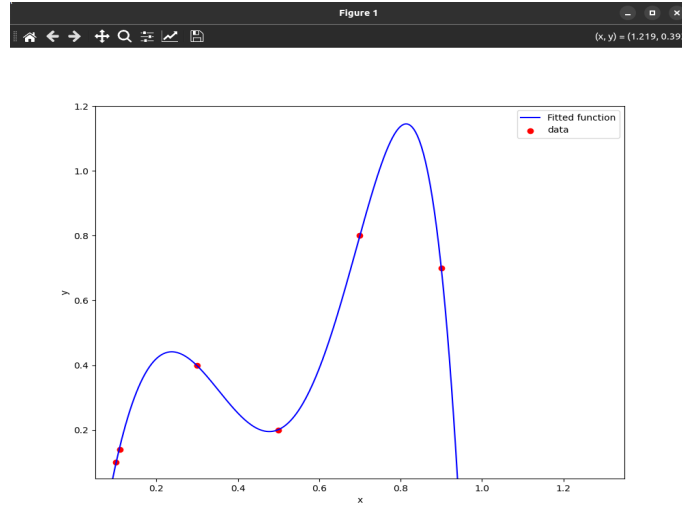 Figure 1
(x, y) = (1.219, 0.39
Fitted function
data
1.2
1.0
0.8
0.6
0.4
0.2
y
0.2 0.4 0.6 0.8 1.0 1.2
x